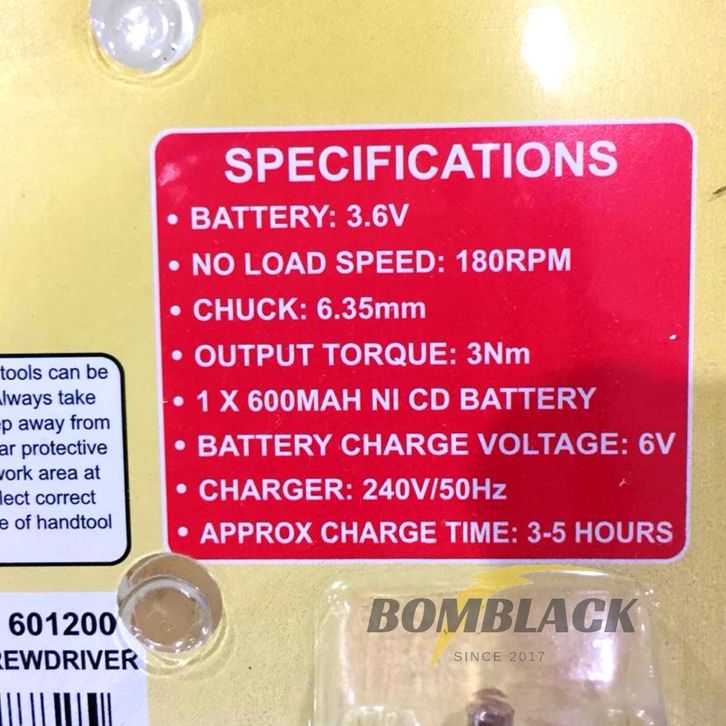 SPECIFICATIONS
• BATTERY: 3.6V
• NO LOAD SPEED: 180RPM
• CHUCK: 6.35mm
• OUTPUT TORQUE: 3Nm
• 1 X 600MAH NI CD BATTERY
• BATTERY CHARGE VOLTAGE: 6V
• CHARGER: 240V/50Hz
• APPROX CHARGE TIME: 3-5 HOURS
tools can be
lways take
p away from
ar protective
work area at
lect correct
e of handtool
601200
REWDRIVER
BOMBLACK
SINCE 2017